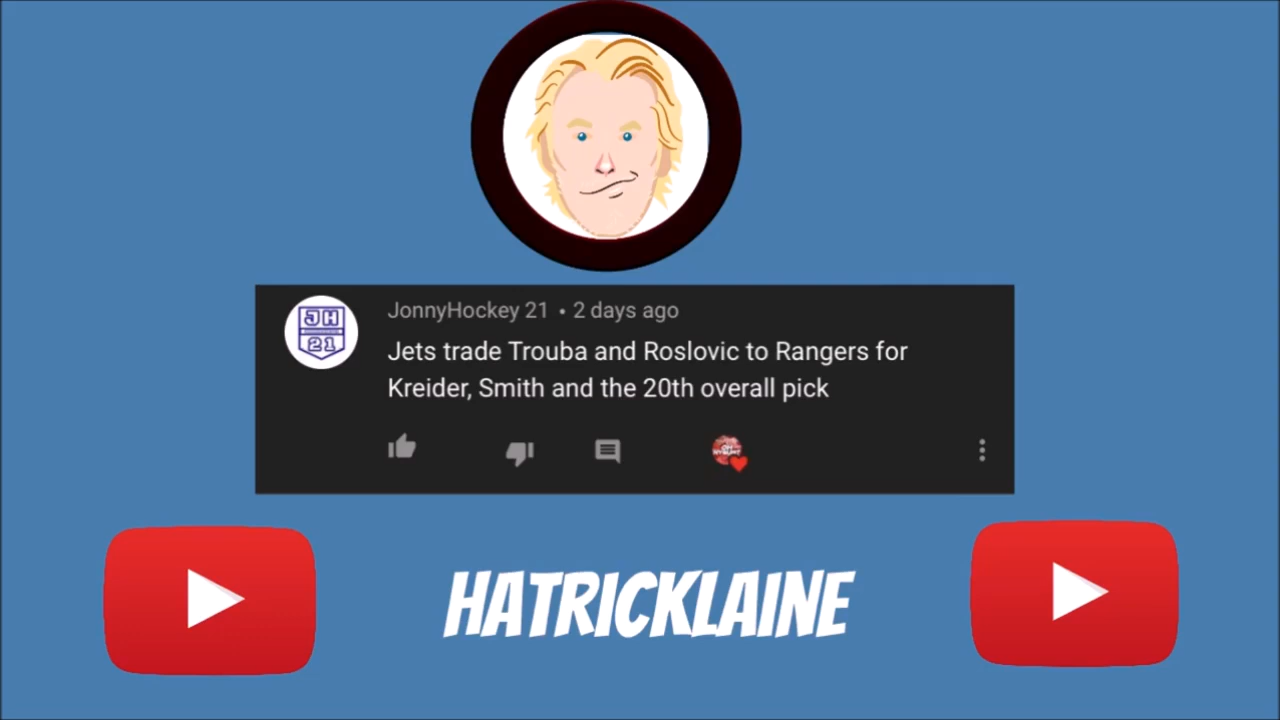 JH
21
JonnyHockey 21 • 2 days ago
Jets trade Trouba and Roslovic to Rangers for
Kreider, Smith and the 20th overall pick
HATRICKLAINE